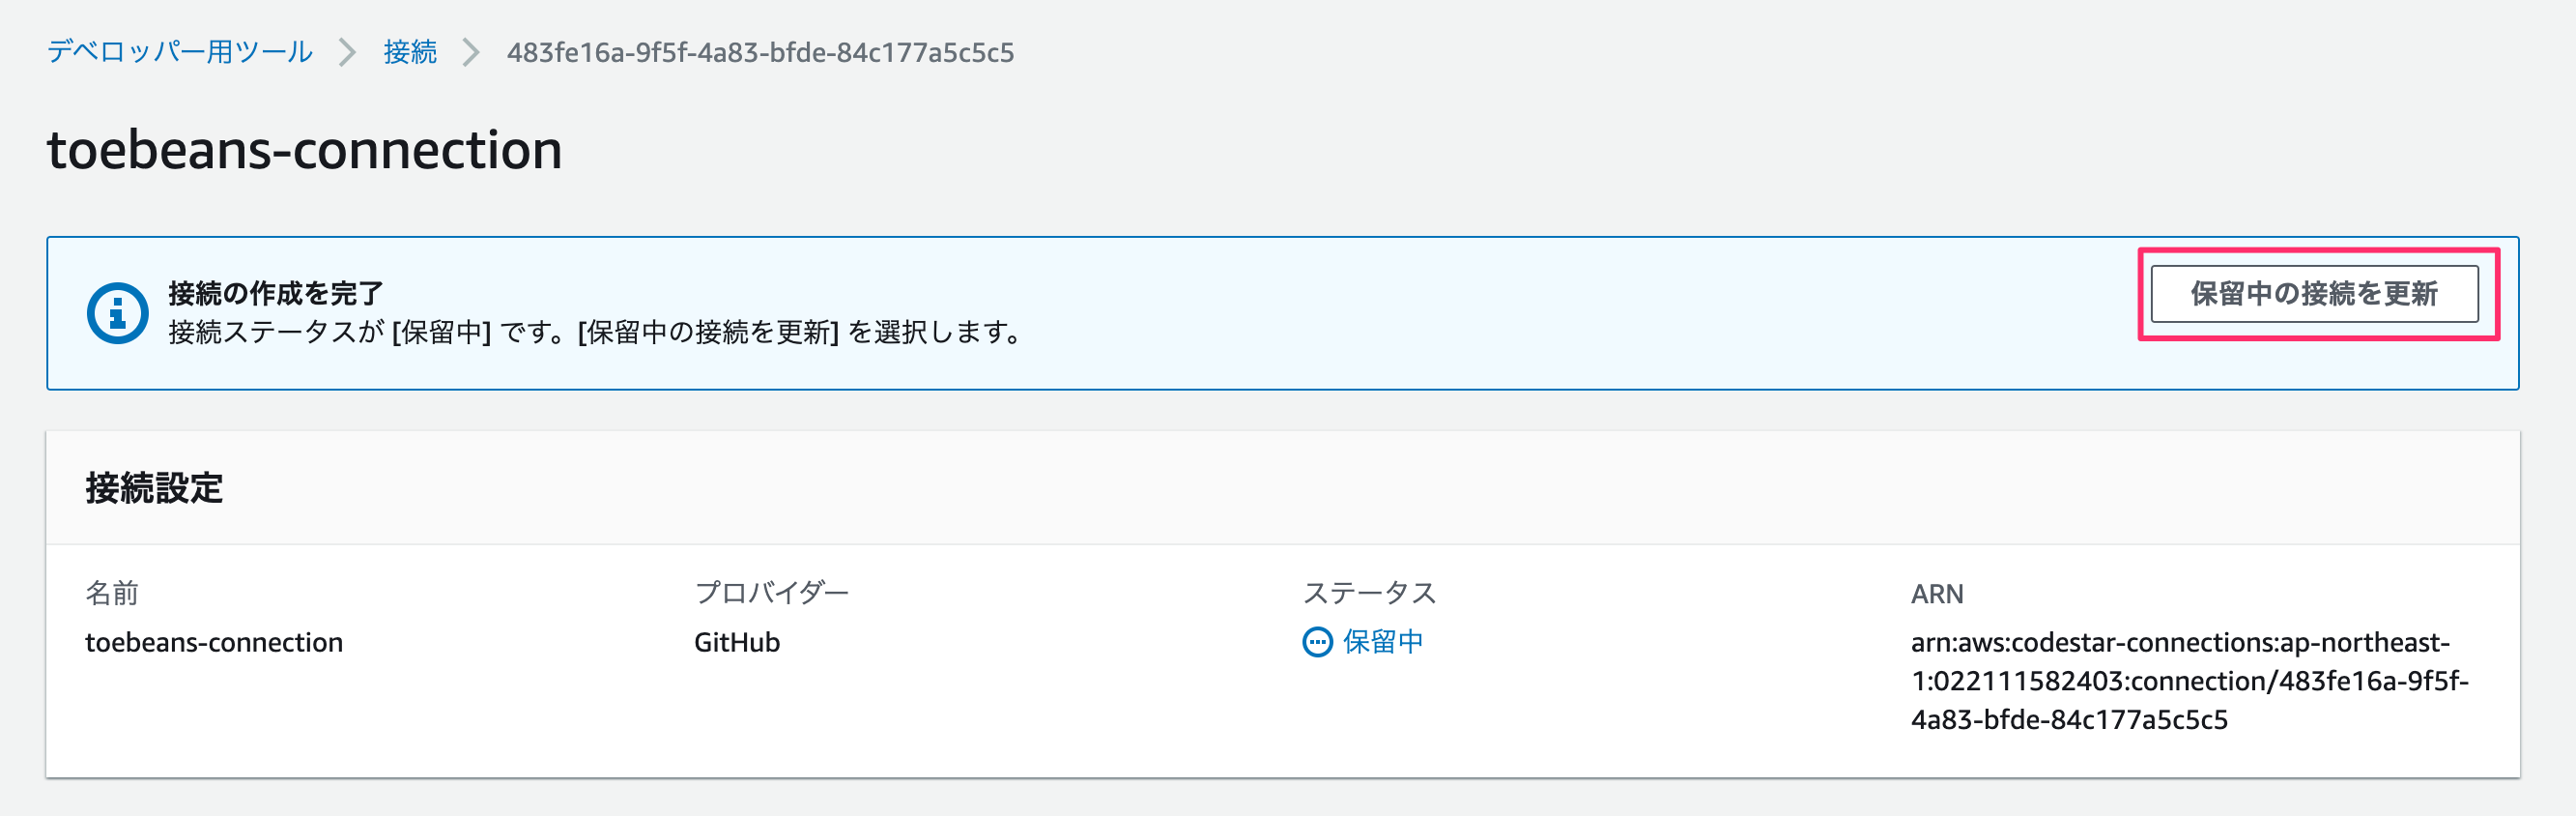 デベロッパー用ツール > 接続 > 483fe16a-9f5f-4a83-bfde-84c177a5c5c5
toebeans-connection
接続の作成を完了
接続ステータスが [保留中] です。[保留中の接続を更新] を選択します。
保留中の接続を更新
接続設定
名前
toebeans-connection
プロバイダー
GitHub
ステータス
保留中
ARN
arn:aws:codestar-connections:ap-northeast-
1:022111582403:connection/483fe16a-9f5f-
4a83-bfde-84c177a5c5c5